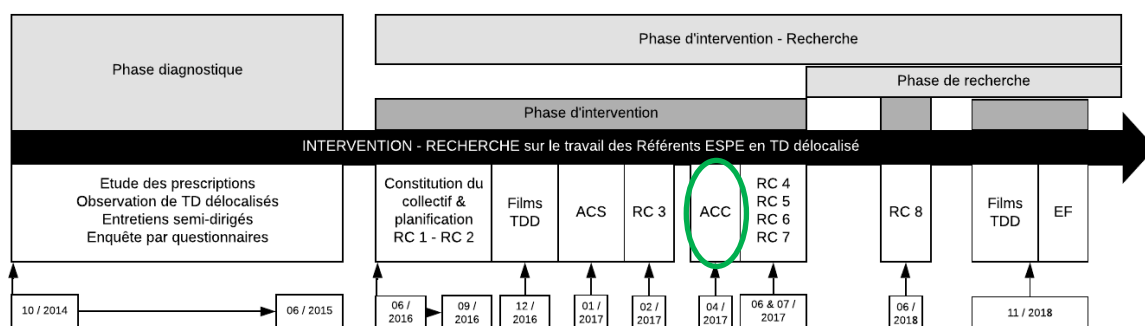 Phase diagnostique
Phase d'intervention - Recherche
Phase de recherche
Phase d'intervention
INTERVENTION - RECHERCHE sur le travail des Référents ESPE en TD délocalisé
Etude des prescriptions
Observation de TD délocalisés
Entretiens semi-dirigés
Enquête par questionnaires
Constitution du
collectif &
planification
RC 1 - RC 2
Films
TDD
ACS
RC 3
ACC
RC 4
RC 5
RC 6
RC 7
RC 8
Films
TDD
EF
10 / 2014
06 / 2015
06 /
2016
09 /
2016
12 /
2016
01 /
2017
02 /
2017
04 /
2017
06 & 07 /
2017
06 /
2018
11 / 2018